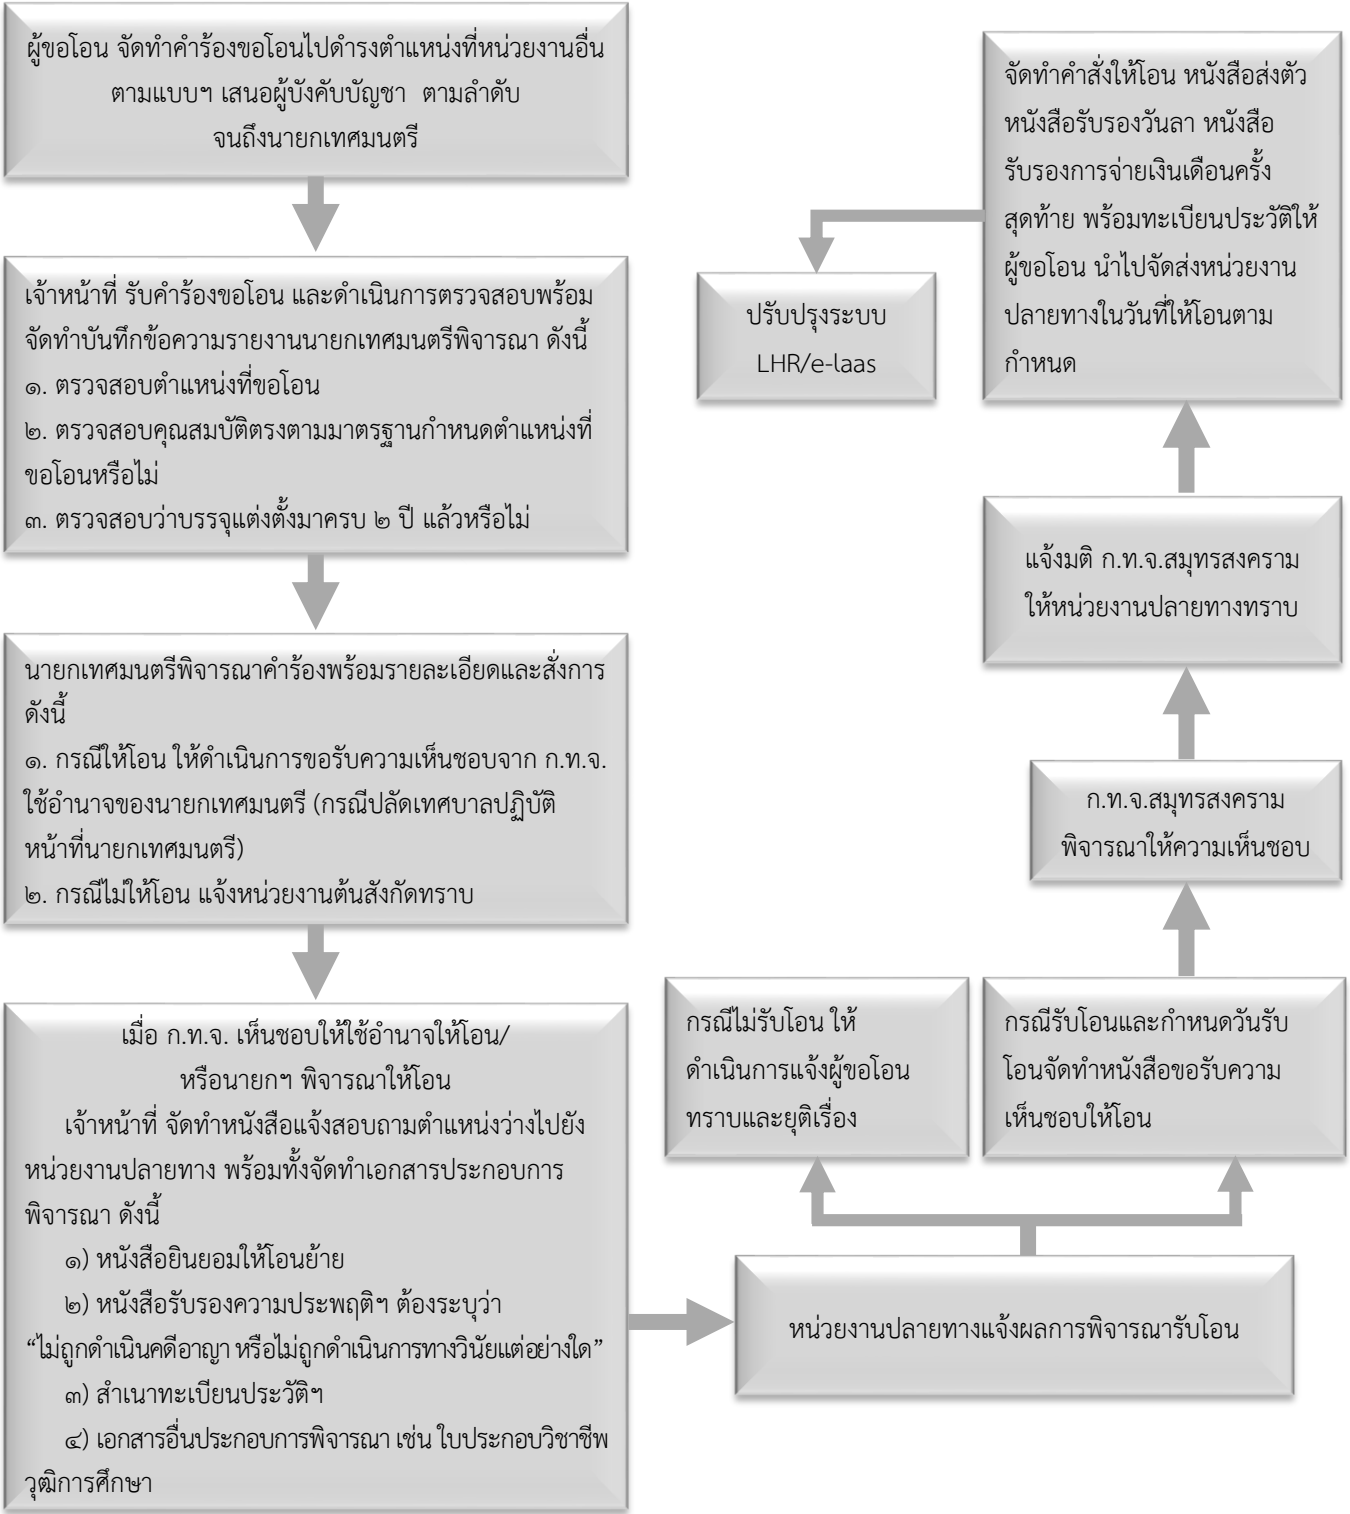 ผู้ขอโอน จัดทำคำร้องขอโอนไปดำรงตำแหน่งที่หน่วยงานอื่น
ตามแบบฯ เสนอผู้บังคับบัญชา ตามลำดับ
จนถึงนายกเทศมนตรี
เจ้าหน้าที่ รับคำร้องขอโอน และดำเนินการตรวจสอบพร้อม
จัดทำบันทึกข้อความรายงานนายกเทศมนตรีพิจารณา ดังนี้
๑. ตรวจสอบตำแหน่งที่ขอโอน
๒. ตรวจสอบคุณสมบัติตรงตามมาตรฐานกำหนดตำแหน่งที่
ขอโอนหรือไม่
๓. ตรวจสอบว่าบรรจุแต่งตั้งมาครบ ๒ ปี แล้วหรือไม่
นายกเทศมนตรีพิจารณาคำร้องพร้อมรายละเอียดและสั่งการ
ดังนี้
๑. กรณีให้โอน ให้ดำเนินการขอรับความเห็นชอบจาก ก.ท.จ.
ใช้อำนาจของนายกเทศมนตรี (กรณีปลัดเทศบาลปฏิบัติ
หน้าที่นายกเทศมนตรี)
๒. กรณีไม่ให้โอน แจ้งหน่วยงานต้นสังกัดทราบ
เมื่อ ก.ท.จ. เห็นชอบให้ใช้อำนาจให้โอน/
หรือนายกฯ พิจารณาให้โอน
เจ้าหน้าที่ จัดทำหนังสือแจ้งสอบถามตำแหน่งว่างไปยัง
หน่วยงานปลายทาง พร้อมทั้งจัดทำเอกสารประกอบการ
พิจารณา ดังนี้
๑) หนังสือยินยอมให้โอนย้าย
๒) หนังสือรับรองความประพฤติฯ ต้องระบุว่า
“ไม่ถูกดำเนินคดีอาญา หรือไม่ถูกดำเนินการทางวินัยแต่อย่างใด”
๓) สำเนาทะเบียนประวัติฯ
๔) เอกสารอื่นประกอบการพิจารณา เช่น ใบประกอบวิชาชีพ
วุฒิการศึกษา
หน่วยงานปลายทางแจ้งผลการพิจารณารับโอน
กรณีไม่รับโอน ให้
ดำเนินการแจ้งผู้ขอโอน
ทราบและยุติเรื่อง
กรณีรับโอนและกำหนดวันรับ
โอนจัดทำหนังสือขอรับความ
เห็นชอบให้โอน
ก.ท.จ.สมุทรสงคราม
พิจารณาให้ความเห็นชอบ
แจ้งมติ ก.ท.จ.สมุทรสงคราม
ให้หน่วยงานปลายทางทราบ
จัดทำคำสั่งให้โอน หนังสือส่งตัว
หนังสือรับรองวันลา หนังสือ
รับรองการจ่ายเงินเดือนครั้ง
สุดท้าย พร้อมทะเบียนประวัติให้
ผู้ขอโอน นำไปจัดส่งหน่วยงาน
ปลายทางในวันที่ให้โอนตาม
กำหนด
ปรับปรุงระบบ
LHR/e-laas